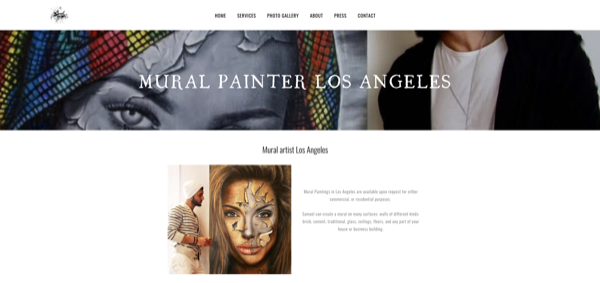 HOME SERVICES PHOTO GALLERY ABOUT PRESS CONTACT
MURAL PAINTER LOS ANGELES
Mural artist Los Angeles
Mural Paintings in Los Angeles are available upon request for either
commercial, or residential purposes.
Samuel can create a mural on many surfaces: walls of different kinds:
brick, cement, traditional, glass, ceilings, floors, and any part of your
house or business building.